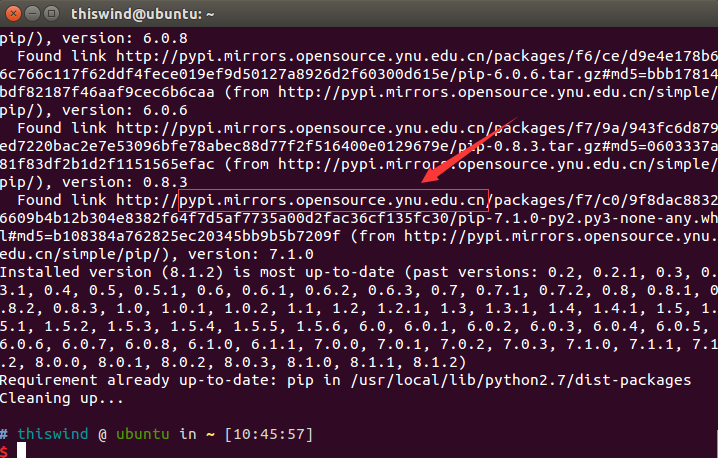 thiswind@ubuntu: ~
pip/), version: 6.0.8
Found link http://pypi.mirrors.opensource.ynu.edu.cn/packages/f6/ce/d9e4e178b6
6c766c117f62ddf4fece019ef9d50127a8926d2f60300d615e/pip-6.0.6.tar.gz#md5=bbb17814
bdf82187f46aaf9cec6b6caa (from http://pypi.mirrors.opensource.ynu.edu.cn/simple/
pip/), version: 6.0.6
Found link http://pypi.mirrors.opensource.ynu.edu.cn/packages/f7/9a/943fc6d879
ed7220bac2e7e53096bfe78abec88d77f2f516400e0129679e/pip-0.8.3.tar.gz#md5=0603337a
81f83df2b1d2f1151565efac (from http://pypi.mirrors.opensource.ynu.edu.cn/simple/
pip/), version: 0.8.3
Found link http://pypi.mirrors.opensource.ynu.edu.cn/packages/f7/c0/9f8dac8832
6609b4b12b304e8382f64f7d5af7735a00d2fac36cf135fc30/pip-7.1.0-py2.py3-none-any.wh
l#md5=b108384a762825ec20345bb9b5b7209f (from http://pypi.mirrors.opensource.ynu.
edu.cn/simple/pip/), version: 7.1.0
Installed version (8.1.2) is most up-to-date (past versions: 0.2, 0.2.1, 0.3, 0.
3.1, 0.4, 0.5, 0.5.1, 0.6, 0.6.1, 0.6.2, 0.6.3, 0.7, 0.7.1, 0.7.2, 0.8, 0.8.1, 0
.8.2, 0.8.3, 1.0, 1.0.1, 1.0.2, 1.1, 1.2, 1.2.1, 1.3, 1.3.1, 1.4, 1.4.1, 1.5, 1.
5.1, 1.5.2, 1.5.3, 1.5.4, 1.5.5, 1.5.6, 6.0, 6.0.1, 6.0.2, 6.0.3, 6.0.4, 6.0.5,
6.0.6, 6.0.7, 6.0.8, 6.1.0, 6.1.1, 7.0.0, 7.0.1, 7.0.2, 7.0.3, 7.1.0, 7.1.1, 7.1
.2, 8.0.0, 8.0.1, 8.0.2, 8.0.3, 8.1.0, 8.1.1, 8.1.2)
Requirement already up-to-date: pip in /usr/local/lib/python2.7/dist-packages
Cleaning up...
# thiswind @ ubuntu in ~ [10:45:57]
$